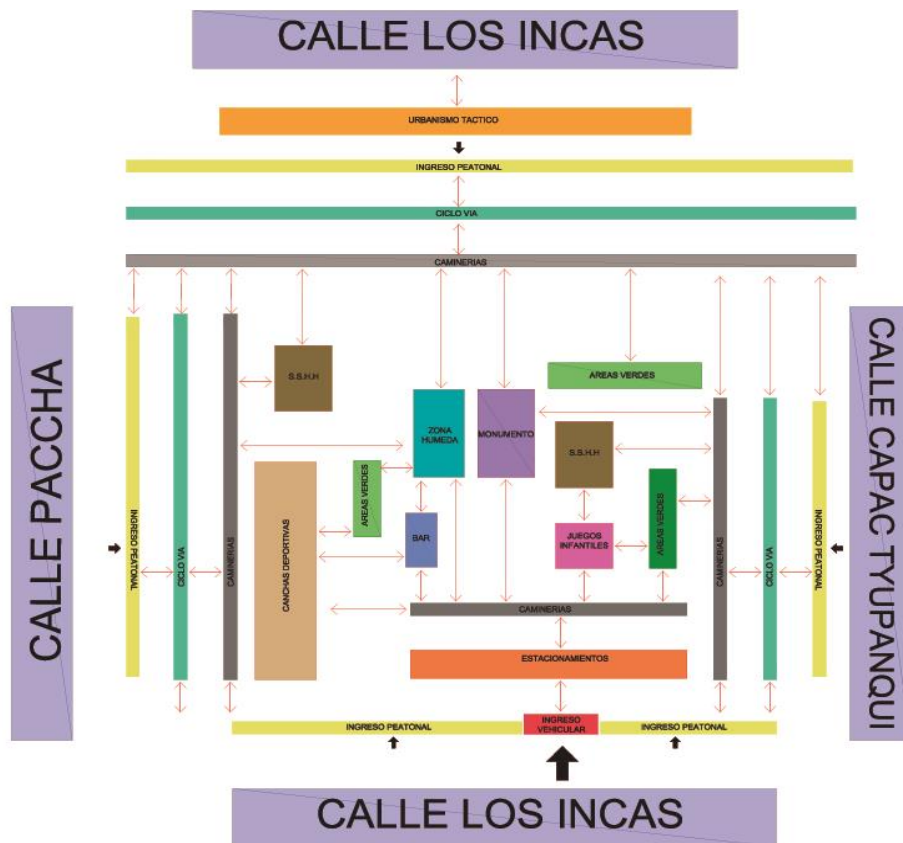 CALLE LOS INCAS
URBANISMO TACTICO
INGRESO PEATONAL
CICLO VIA
CAMINERIAS
CALLE PACCHA
INGRESO PEATONAL
CICLO VIA
CAMINERIAS
S.S.H.H
CANCHAS DEPORTIVAS
AREAS VERDES
ZONA
HUMEDA
BAR
MONUMENTO
AREAS VERDES
S.S.H.H
JUEGOS
INFANTILES
AREAS VERDES
CAMINERIAS
CICLO VIA
INGRESO PEATONAL
CALLE CAPAC TYUPANQUI
CAMINERIAS
ESTACIONAMIENTOS
INGRESO PEATONAL
INGRESO
VEHICULAR
INGRESO PEATONAL
CALLE LOS INCAS